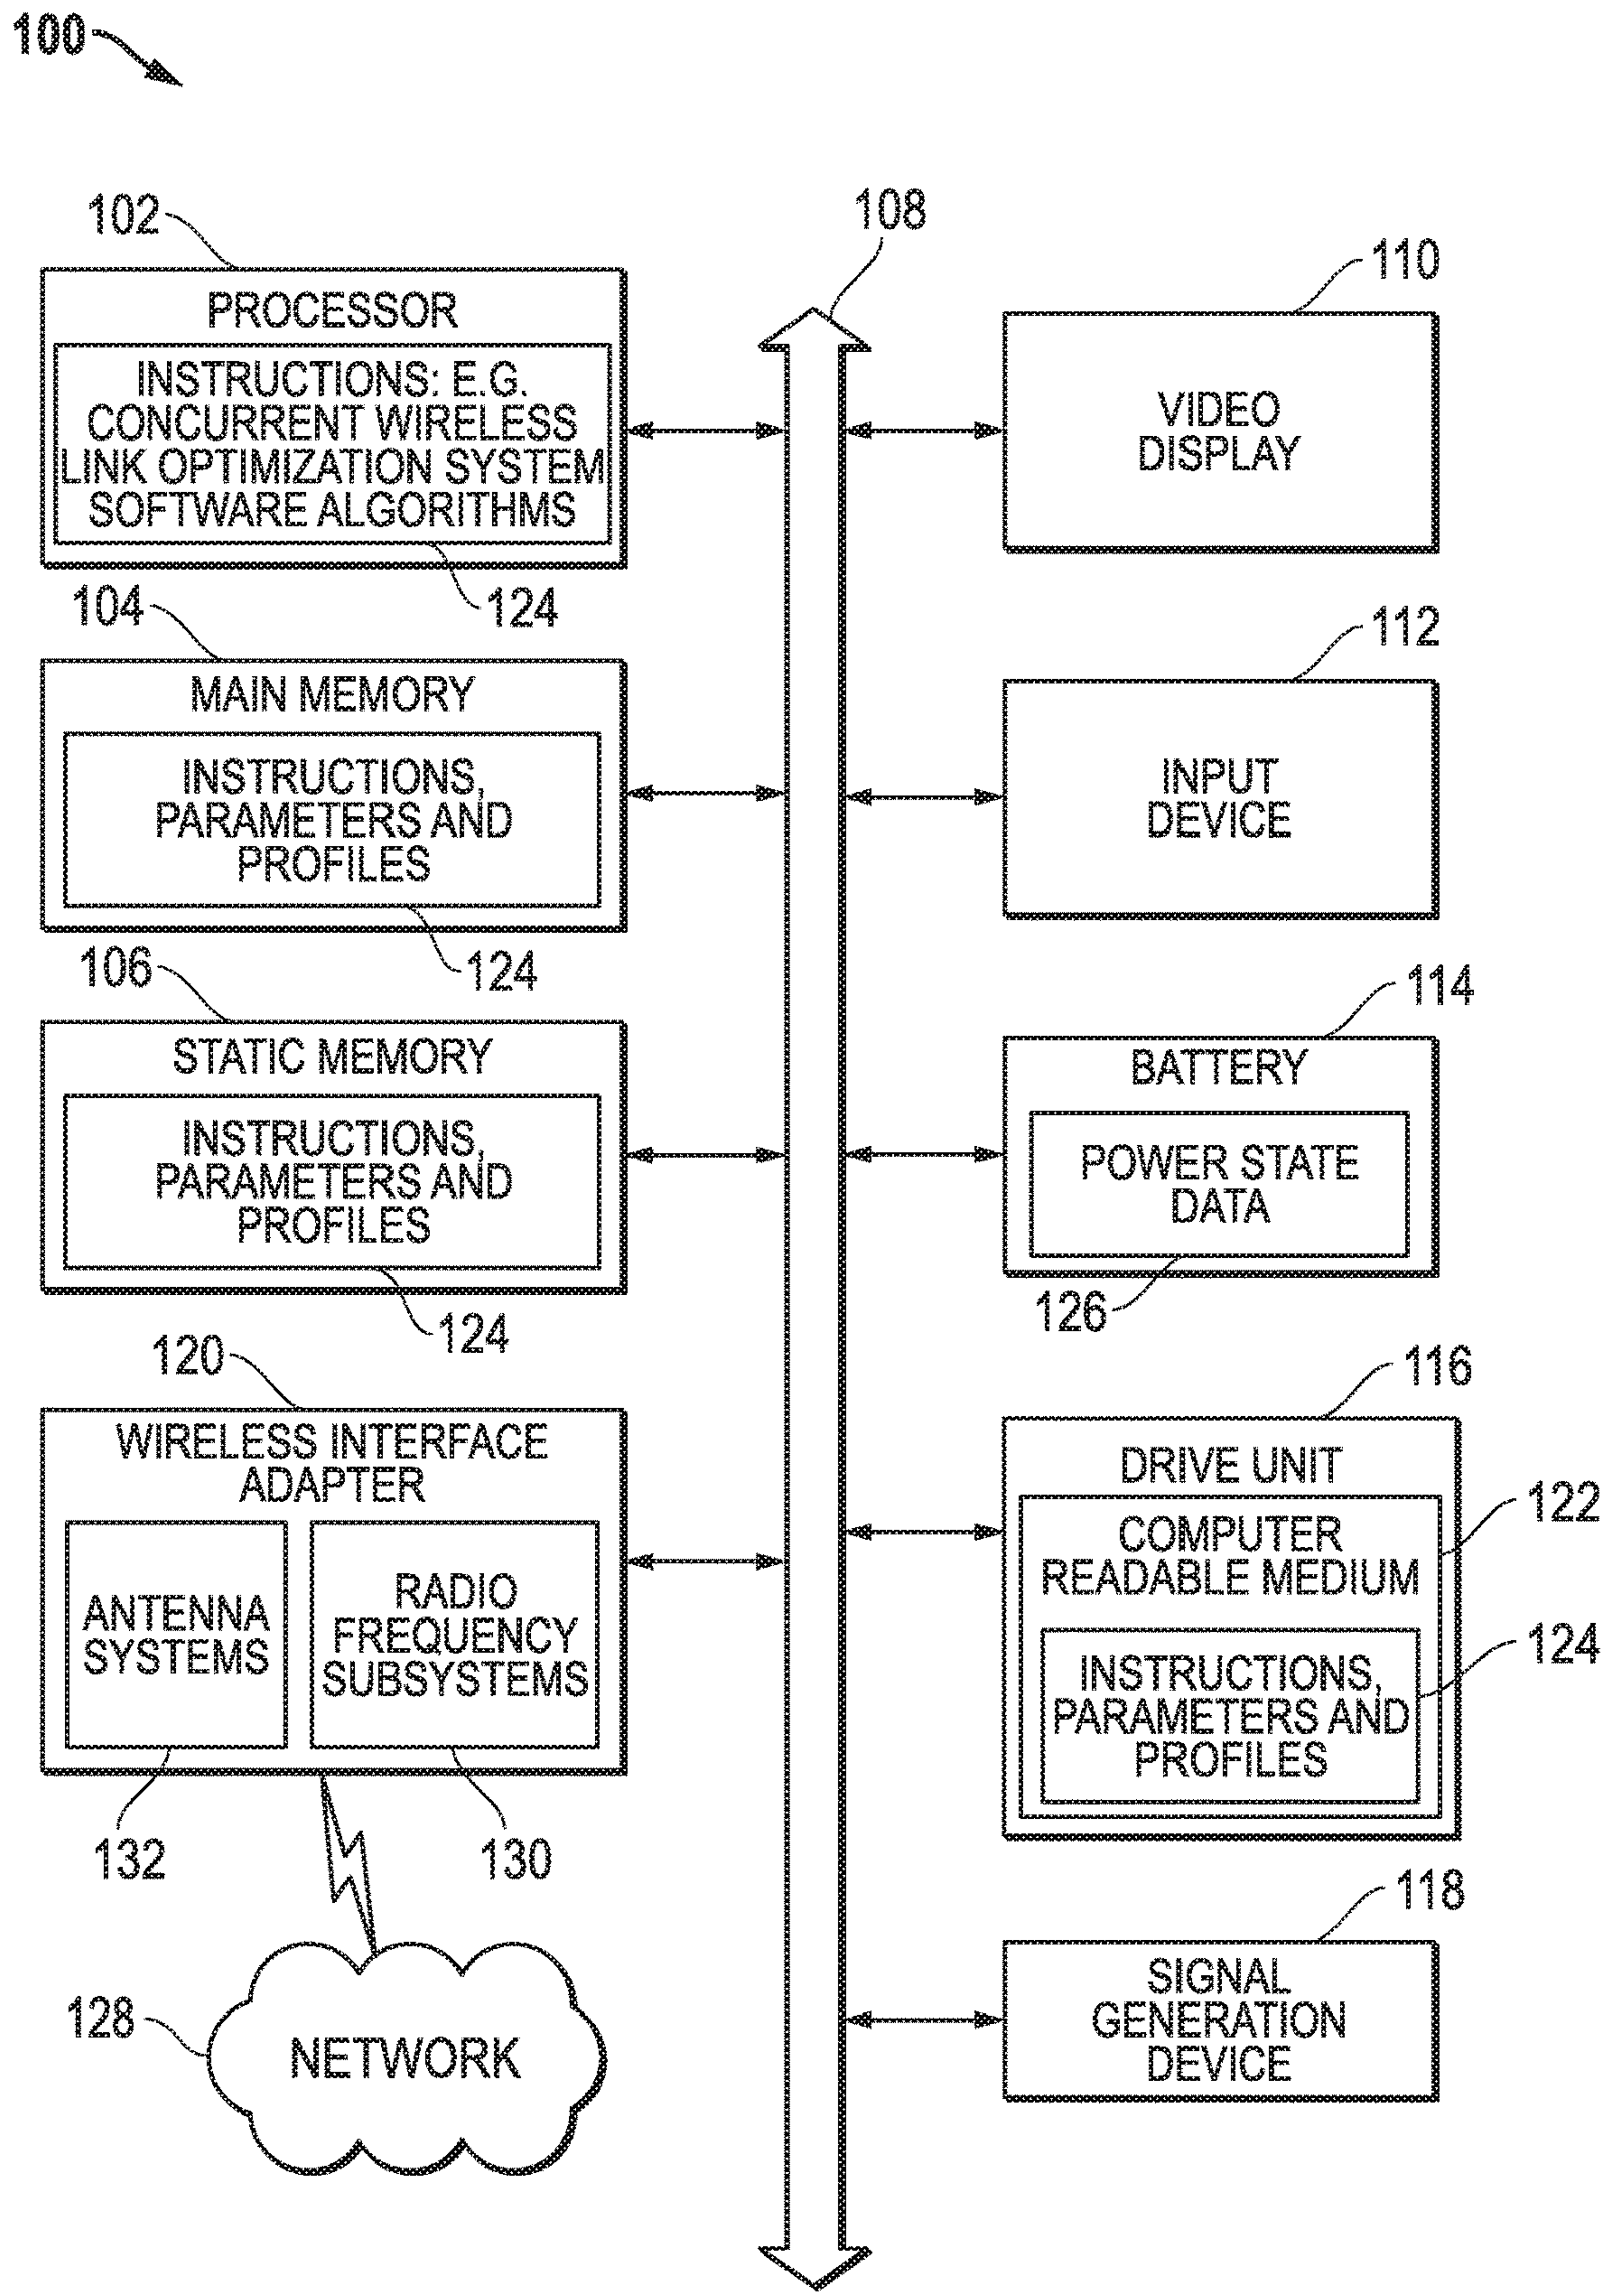 100
102
PROCESSOR
INSTRUCTIONS: E.G.
CONCURRENT WIRELESS
LINK OPTIMIZATION SYSTEM
SOFTWARE ALGORITHMS
124
104
MAIN MEMORY
INSTRUCTIONS,
PARAMETERS AND
PROFILES
124
106
STATIC MEMORY
INSTRUCTIONS,
PARAMETERS AND
PROFILES
124
120
WIRELESS INTERFACE
ADAPTER
ANTENNA
SYSTEMS
RADIO
FREQUENCY
SUBSYSTEMS
132
130
128
NETWORK
108
110
VIDEO
DISPLAY
112
INPUT
DEVICE
114
BATTERY
POWER STATE
DATA
126
116
DRIVE UNIT
122
COMPUTER
READABLE MEDIUM
124
INSTRUCTIONS,
PARAMETERS AND
PROFILES
118
SIGNAL
GENERATION
DEVICE